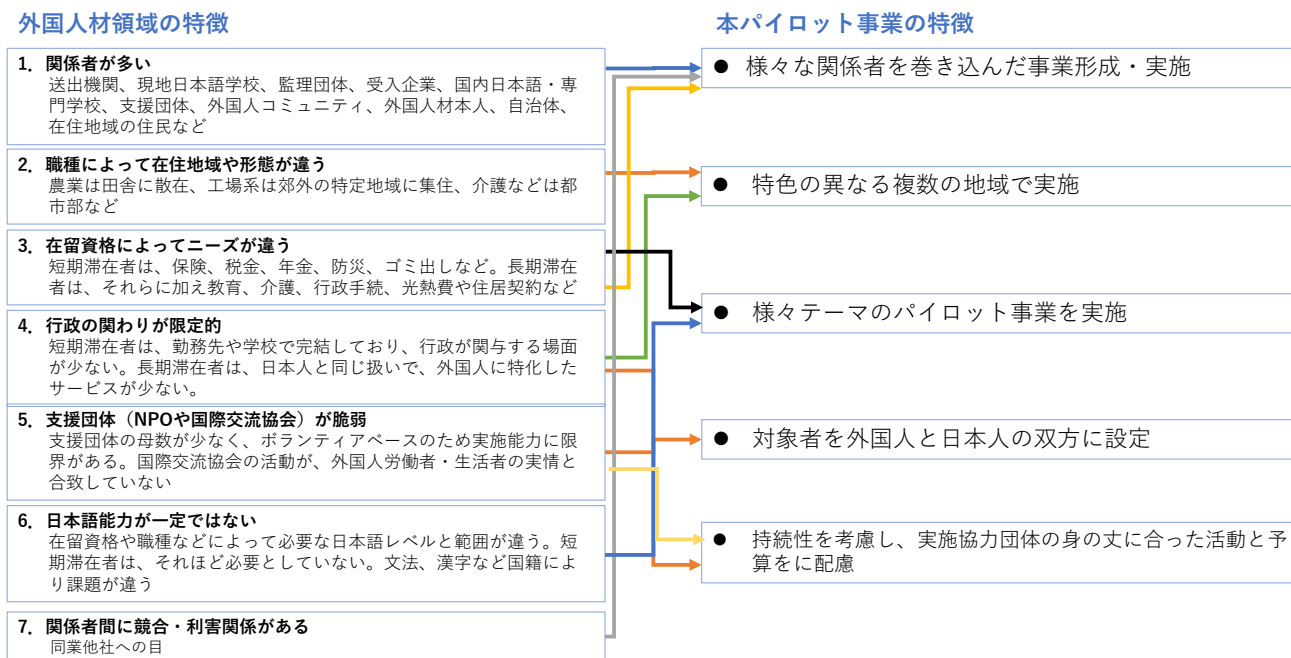 外国人材領域の特徴
1. 関係者が多い
送出機関、現地日本語学校、監理団体、受入企業、国内日本語・専
門学校、支援団体、外国人コミュニティ、外国人材本人、自治体、
在住地域の住民など
2. 職種によって在住地域や形態が違う
農業は田舎に散在、工場系は郊外の特定地域に集住、介護などは都
市部など
3. 在留資格によってニーズが違う
短期滞在者は、保険、税金、年金、防災、ゴミ出しなど。長期滞在
者は、それらに加え教育、介護、行政手続、光熱費や住居契約など
4. 行政の関わりが限定的
短期滞在者は、勤務先や学校で完結しており、行政が関与する場面
が少ない。長期滞在者は、日本人と同じ扱いで、外国人に特化した
サービスが少ない。
5. 支援団体（NPOや国際交流協会）が脆弱
支援団体の母数が少なく、ボランティアベースのため実施能力に限
界がある。国際交流協会の活動が、外国人労働者・生活者の実情と
合致していない
6. 日本語能力が一定ではない
在留資格や職種などによって必要な日本語レベルと範囲が違う。短
期滞在者は、それほど必要としていない。文法、漢字など国籍によ
り課題が違う
7. 関係者間に競合・利害関係がある
同業他社への目
本パイロット事業の特徴
● 様々な関係者を巻き込んだ事業形成・実施
● 特色の異なる複数の地域で実施
● 様々テーマのパイロット事業を実施
● 対象者を外国人と日本人の双方に設定
● 持続性を考慮し、実施協力団体の身の丈に合った活動と予
算をに配慮